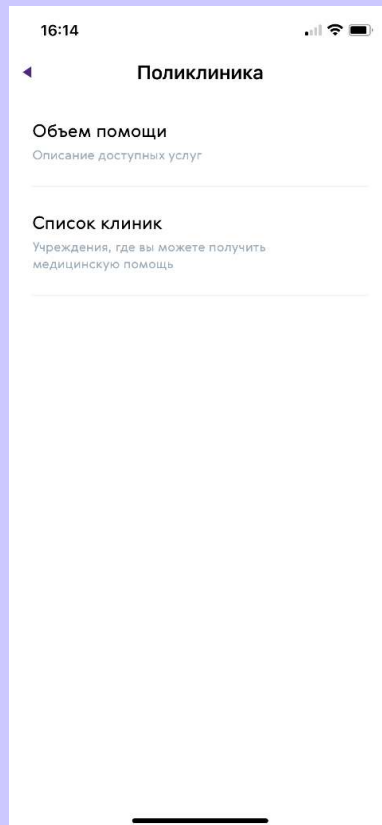 16:14
Поликлиника
Объем помощи
Описание доступных услуг
Список клиник
Учреждения, где вы можете получить
медицинскую помощь